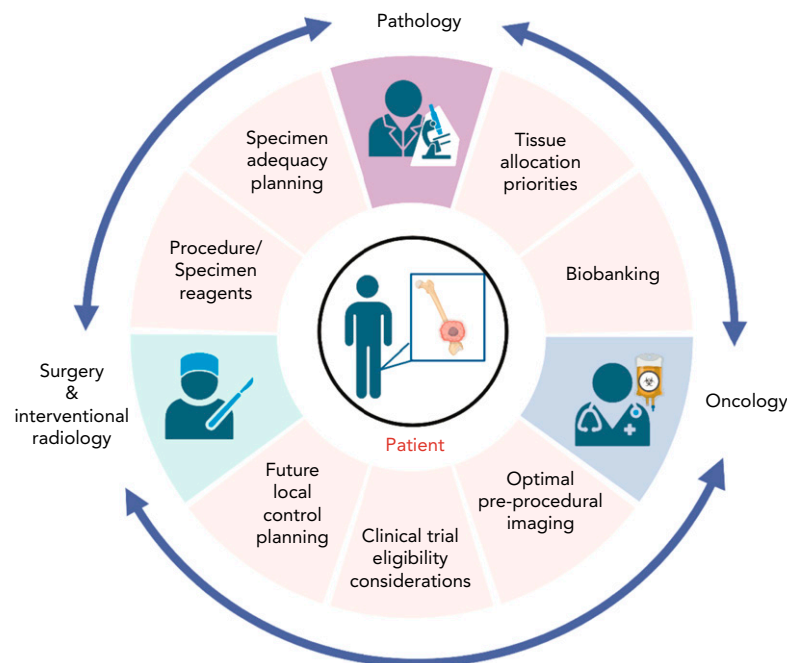 Pathology
Specimen
adequacy
planning
Tissue
allocation
priorities
Procedure/
Specimen
reagents
Biobanking
Surgery
&
interventional
radiology
Oncology
Patient
Future
local
control
planning
Clinical trial
eligibility
considerations
Optimal
pre-procedural
imaging